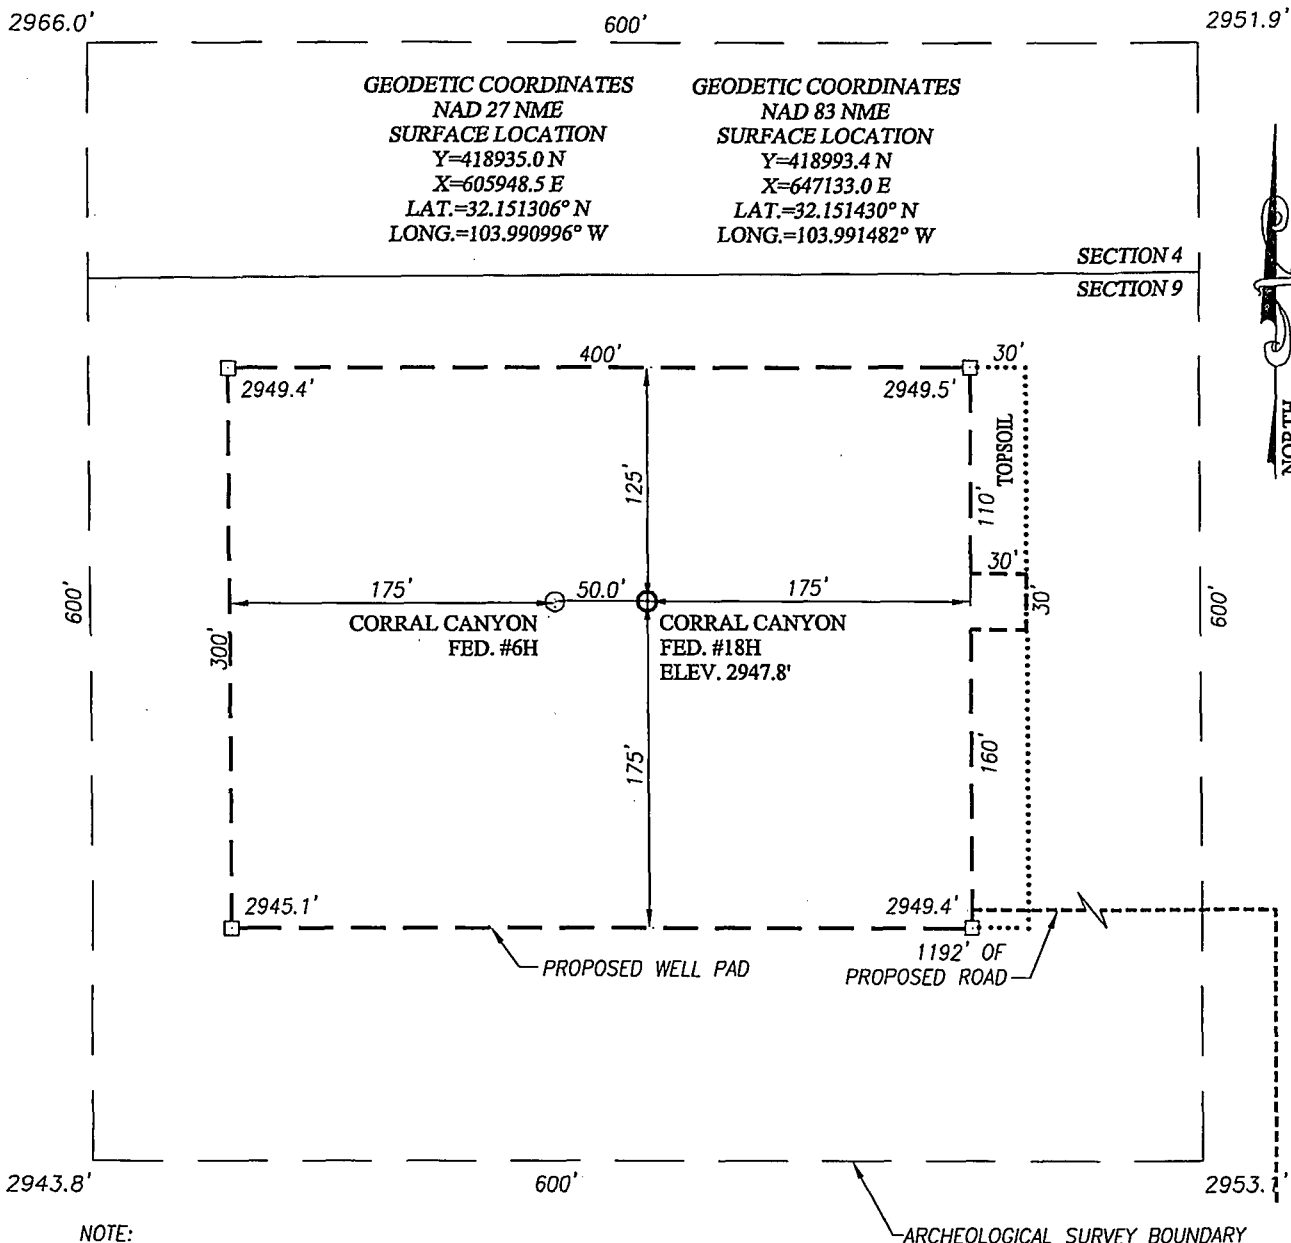 2966.0'
600'
2951.9'
GEODETIC COORDINATES
NAD 27 NME
SURFACE LOCATION
Y=418935.0 N
X=605948.5 E
LAT.=32.151306° N
LONG.=103.990996° W
GEODETIC COORDINATES
NAD 83 NME
SURFACE LOCATION
Y=418993.4 N
X=647133.0 E
LAT.=32.151430° N
LONG.=103.991482° W
SECTION 4
SECTION 9
NORTH
400'
30'
2949.4'
2949.5'
TOPSOIL
125'
110'
30'
30'
175'
50.0'
175'
600'
300'
600'
CORRAL CANYON
FED. #6H
CORRAL CANYON
FED. #18H
ELEV. 2947.8'
175'
160'
2945.1'
2949.4'
PROPOSED WELL PAD
1192' OF
PROPOSED ROAD
2943.8'
600'
2953.1'
NOTE:
ARCHEOLOGICAL SURVEY BOUNDARY